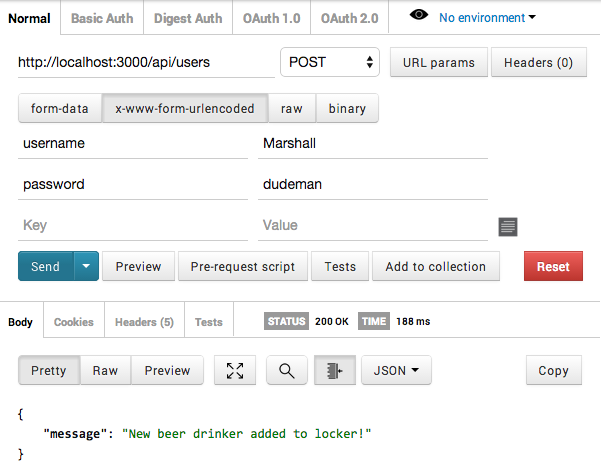 Normal Basic Auth Digest Auth OAuth 1.0 OAuth 2.0 No environment
http://localhost:3000/api/users POST URL params Headers (0)
form-data x-www-form-urlencoded raw binary
username Marshall
password dudeman
Key Value
Send Preview Pre-request script Tests Add to collection Reset
Body Cookies Headers (5) Tests STATUS 200 OK TIME 188 ms
Pretty Raw Preview JSON Copy
{
"message": "New beer drinker added to locker!"
}